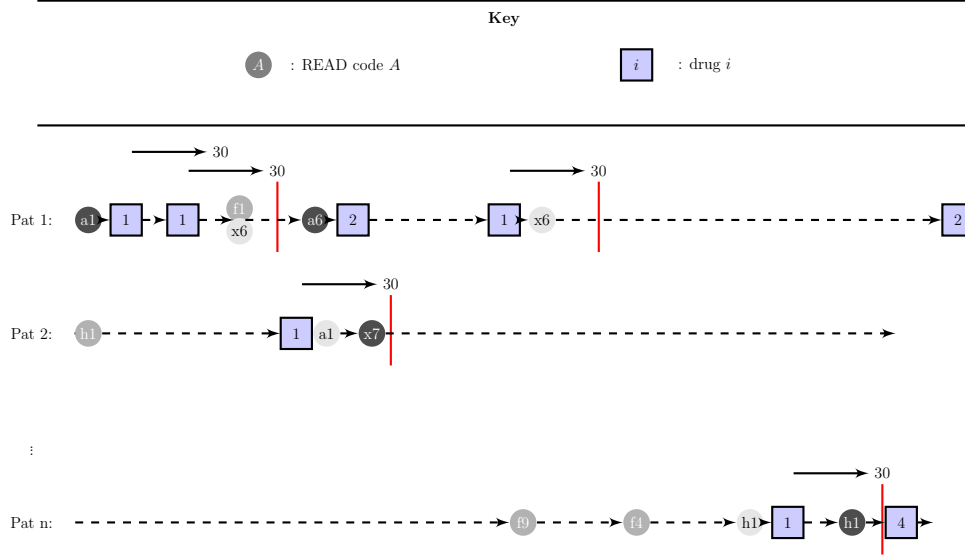 Key
A : READ code A i : drug i
30
30 30
Pat 1: a1 1 1 f1 x6 a6 2 1 x6 2
30
Pat 2: h1 1 a1 x7
⋮
30
Pat n: f9 f4 h1 1 h1 4